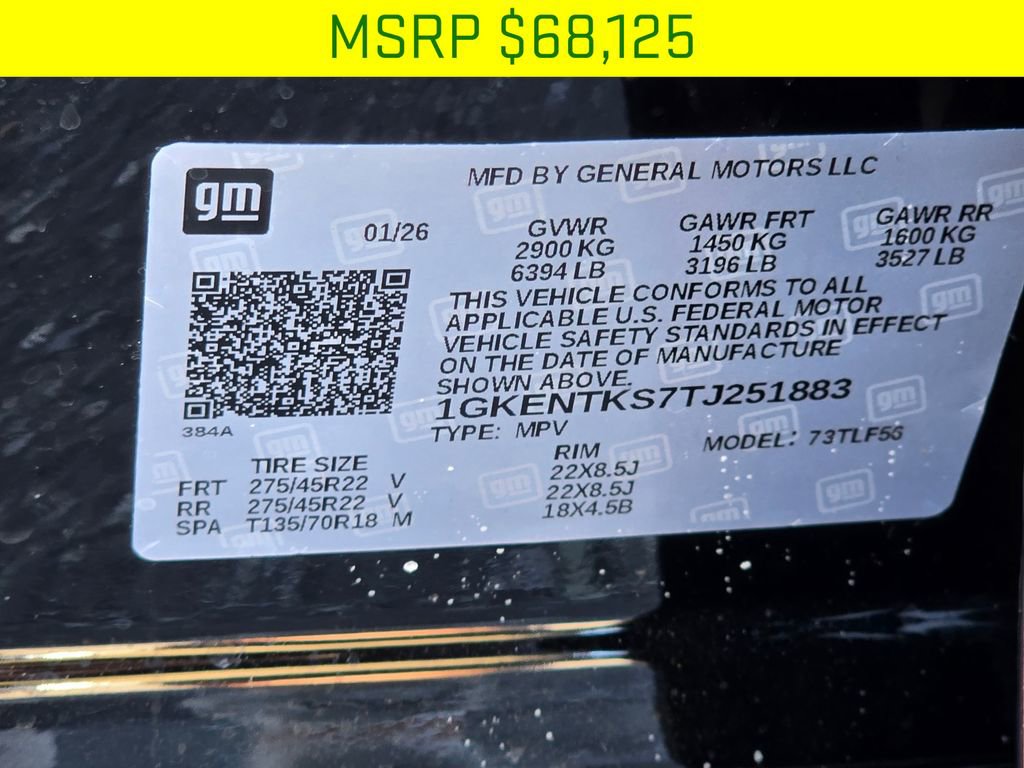 MSRP $68,125
gm
MFD BY GENERAL MOTORS LLC
01/26
GVWR
2900 KG
6394 LB
GAWR FRT
1450 KG
3196 LB
GAWR RR
1600 KG
3527 LB
THIS VEHICLE CONFORMS TO ALL
APPLICABLE U.S. FEDERAL MOTOR
VEHICLE SAFETY STANDARDS IN EFFECT
ON THE DATE OF MANUFACTURE
SHOWN ABOVE.
1GKENTKS7TJ251883
384A
TYPE: MPV
MODEL: 73TLF56
TIRE SIZE RIM
FRT 275/45R22 V 22X8.5J
RR 275/45R22 V 22X8.5J
SPA T135/70R18 M 18X4.5B